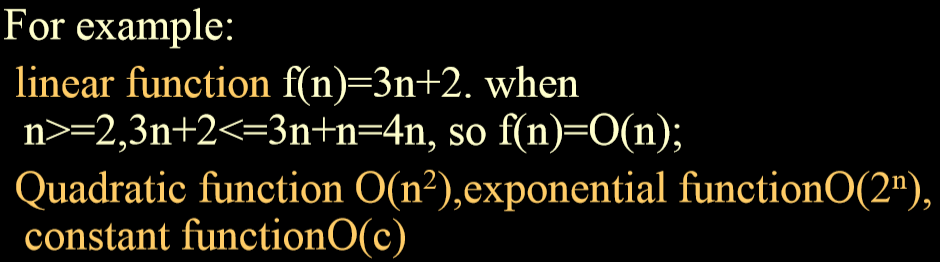 For example:
linear function f(n)=3n+2. when
n>=2,3n+2<=3n+n=4n, so f(n)=O(n);
Quadratic function O(n²),exponential functionO(2ⁿ),
constant functionO(c)